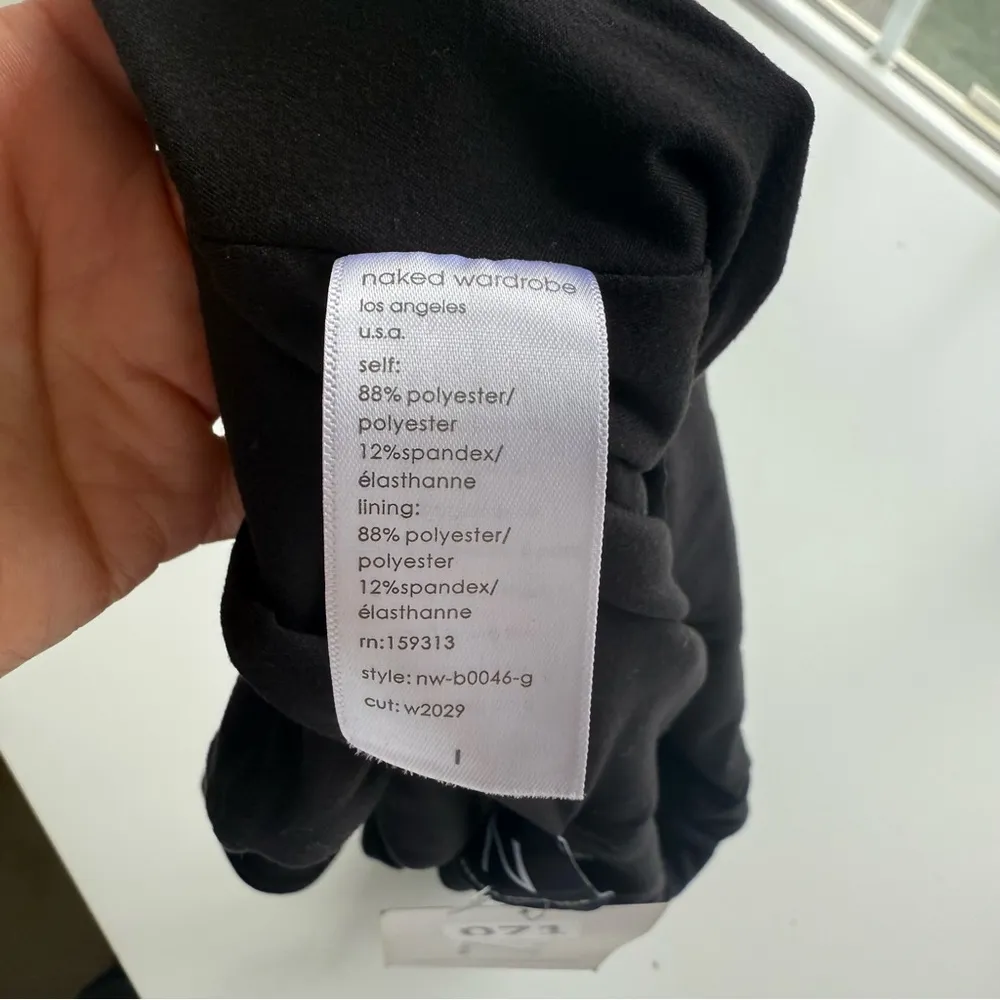 naked wardrobe
los angeles
u.s.a.
self:
88% polyester/
polyester
12%spandex/
élasthanne
lining:
88% polyester/
polyester
12%spandex/
élasthanne
rn:159313
style: nw-b0046-g
cut: w2029
l
071